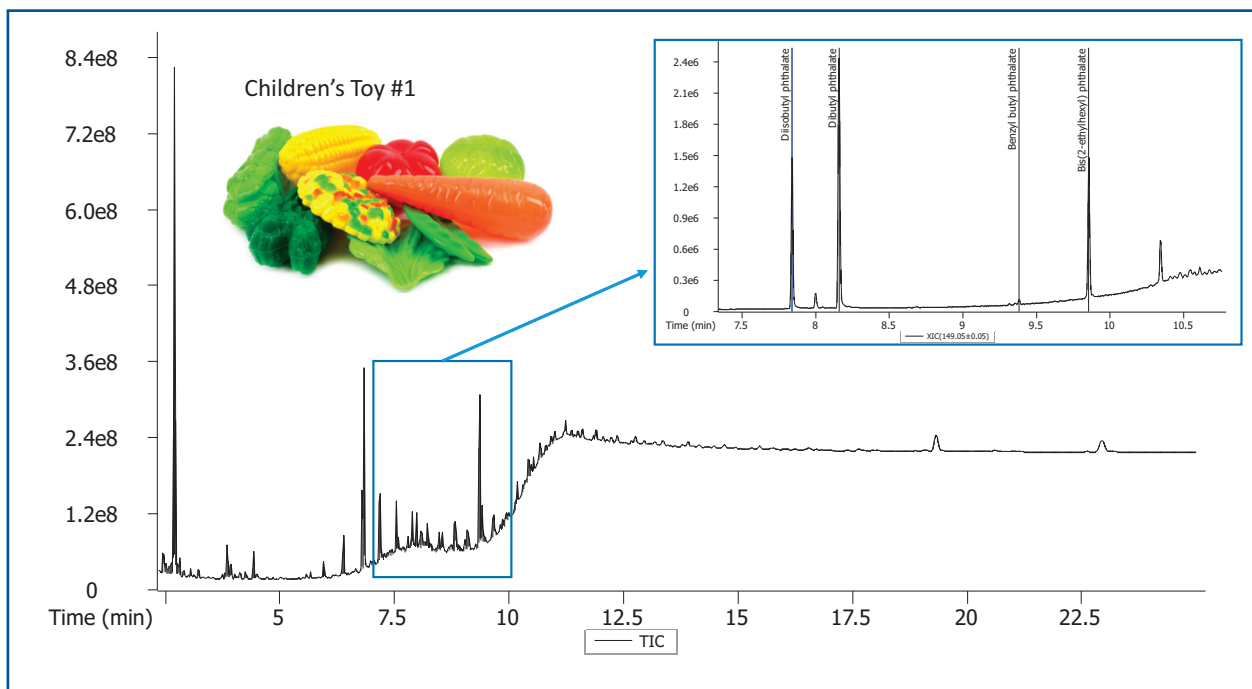 Children's Toy #1
8.4e8
7.2e8
6.0e8
4.8e8
3.6e8
2.4e8
1.2e8
0
Time (min)
5
7.5
10
12.5
15
17.5
20
22.5
TIC
2.4e6
2.1e6
1.8e6
1.5e6
1.2e6
0.9e6
0.6e6
0.3e6
Time (min)
7.5
8
8.5
9
9.5
10
10.5
Diisobutyl phthalate
Dibutyl phthalate
Benzyl butyl phthalate
Bis(2-ethylhexyl) phthalate
XIC(149.05±0.05)